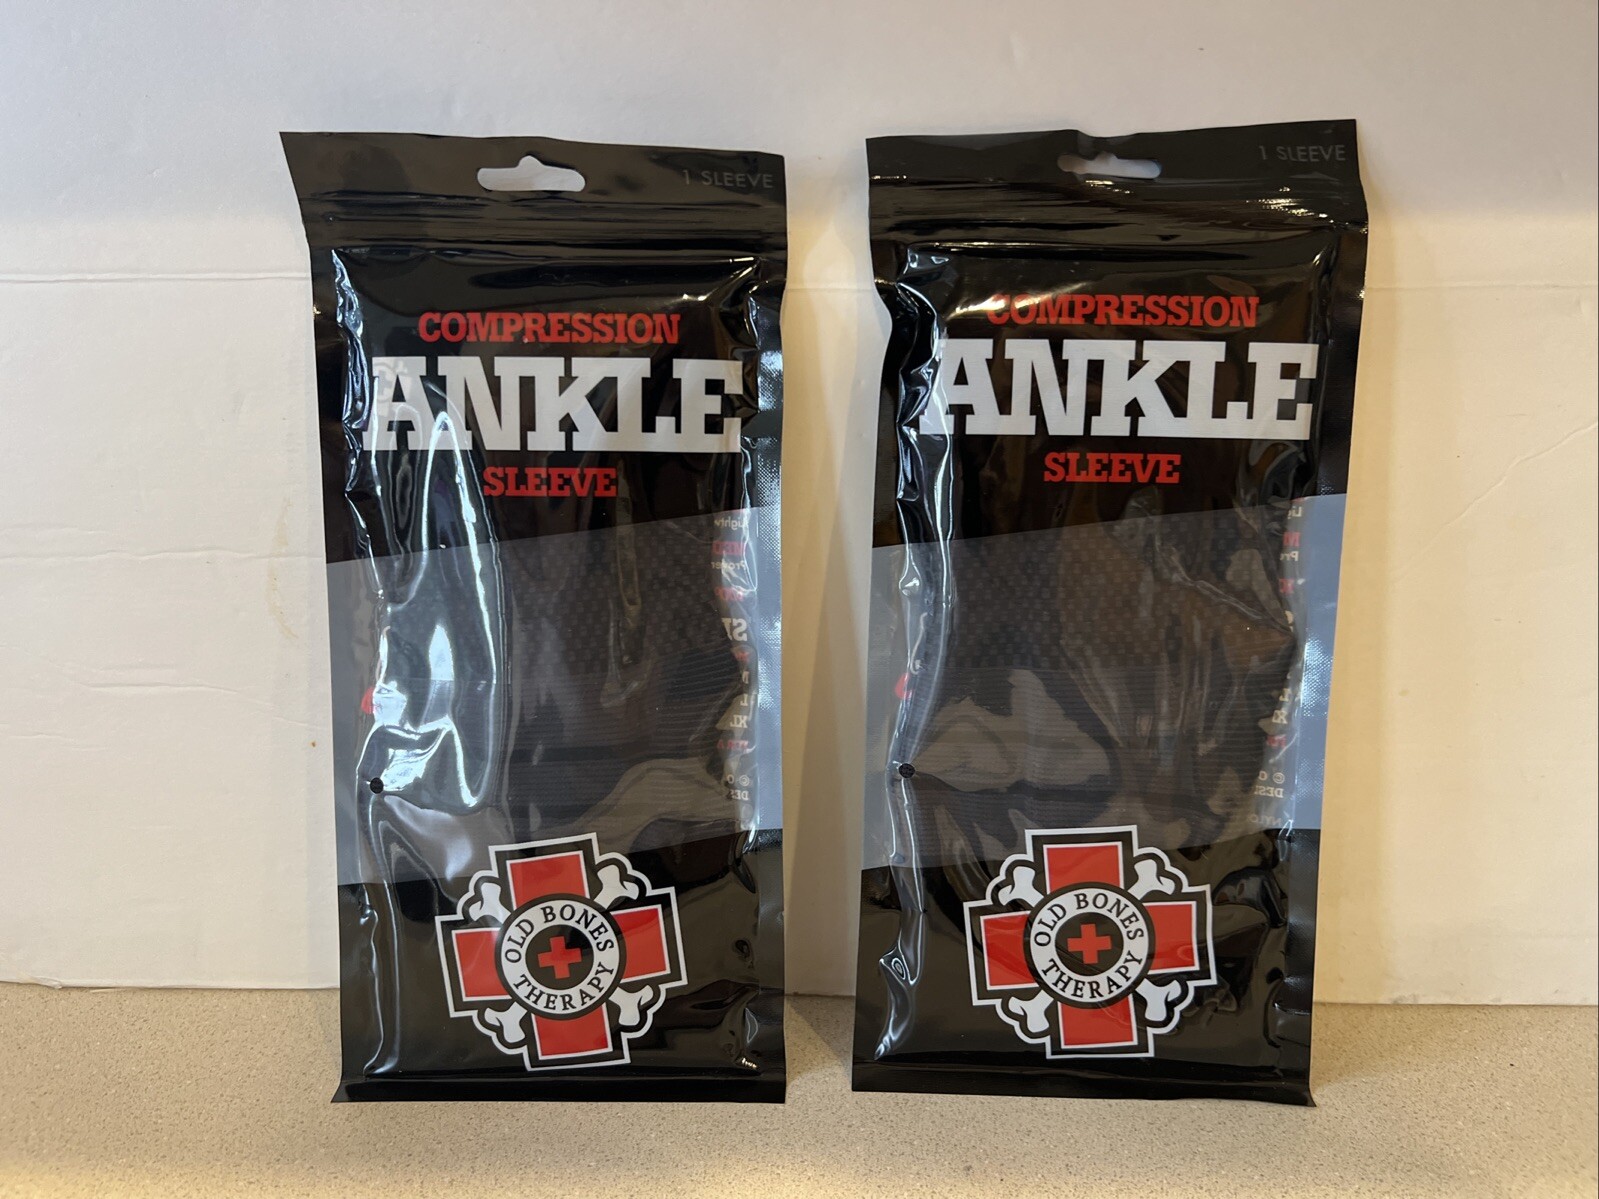 1 SLEEVE
COMPRESSION
ANKLE
SLEEVE
OLD BONES
THERAPY
1 SLEEVE
COMPRESSION
ANKLE
SLEEVE
OLD BONES
THERAPY